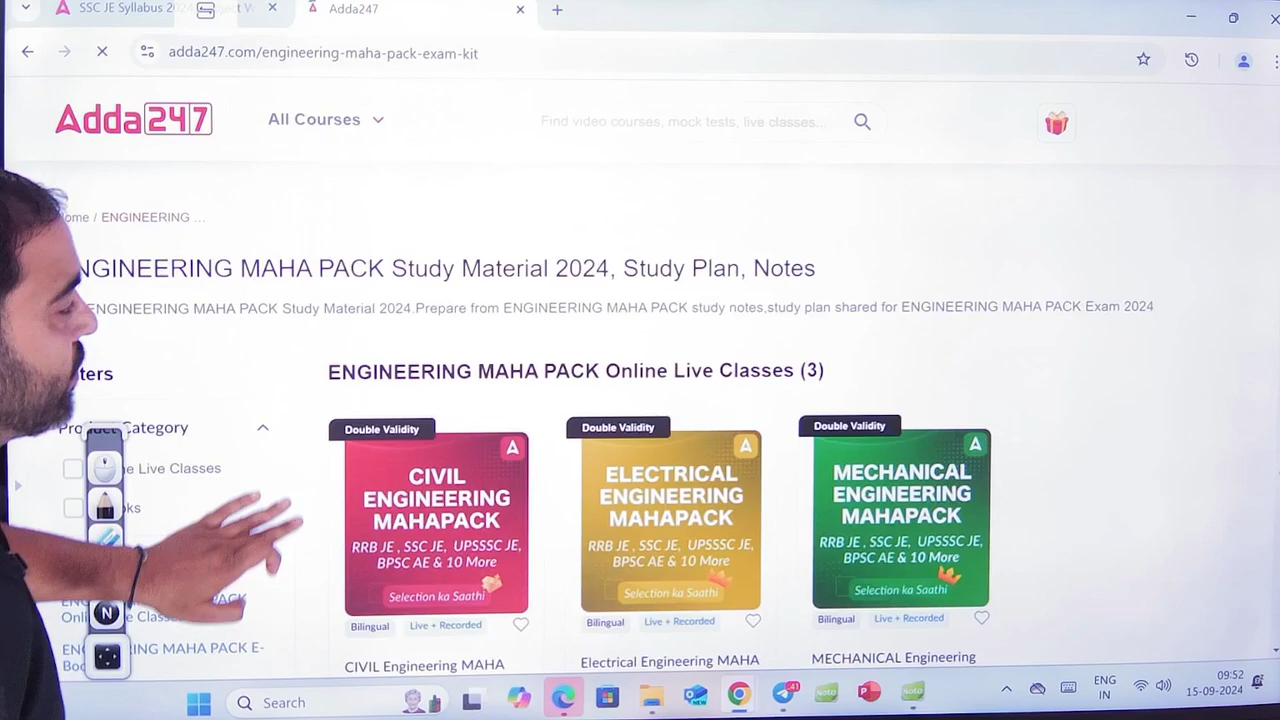 SSC JE Syllabus 2024
Adda247
adda247.com/engineering-maha-pack-exam-kit
Adda247
All Courses
Find video courses, mock tests, live classes...
ome / ENGINEERING ...
NGINEERING MAHA PACK Study Material 2024, Study Plan, Notes
ENGINEERING MAHA PACK Study Material 2024.Prepare from ENGINEERING MAHA PACK study notes,study plan shared for ENGINEERING MAHA PACK Exam 2024
ters
ENGINEERING MAHA PACK Online Live Classes (3)
Product Category
e Live Classes
ks
Double Validity
CIVIL
ENGINEERING
MAHAPACK
RRB JE , SSC JE, UPSSSC JE,
BPSC AE & 10 More
Selection ka Saathi
Bilingual
Live + Recorded
CIVIL Engineering MAHA
Double Validity
ELECTRICAL
ENGINEERING
MAHAPACK
RRB JE , SSC JE, UPSSSC JE,
BPSC AE & 10 More
Selection ka Saathi
Bilingual
Live + Recorded
Electrical Engineering MAHA
Double Validity
MECHANICAL
ENGINEERING
MAHAPACK
RRB JE , SSC JE, UPSSSC JE,
BPSC AE & 10 More
Selection ka Saathi
Bilingual
Live + Recorded
MECHANICAL Engineering
N
MAHA PACK E-
Search
41
Noto
Noto
ENG
IN
09:52
15-09-2024